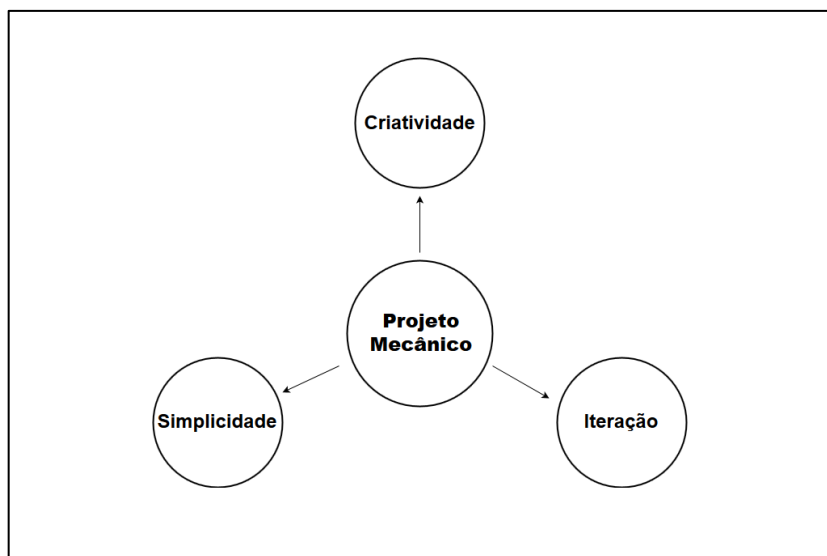 Criatividade
Projeto
Mecânico
Simplicidade
Iteração